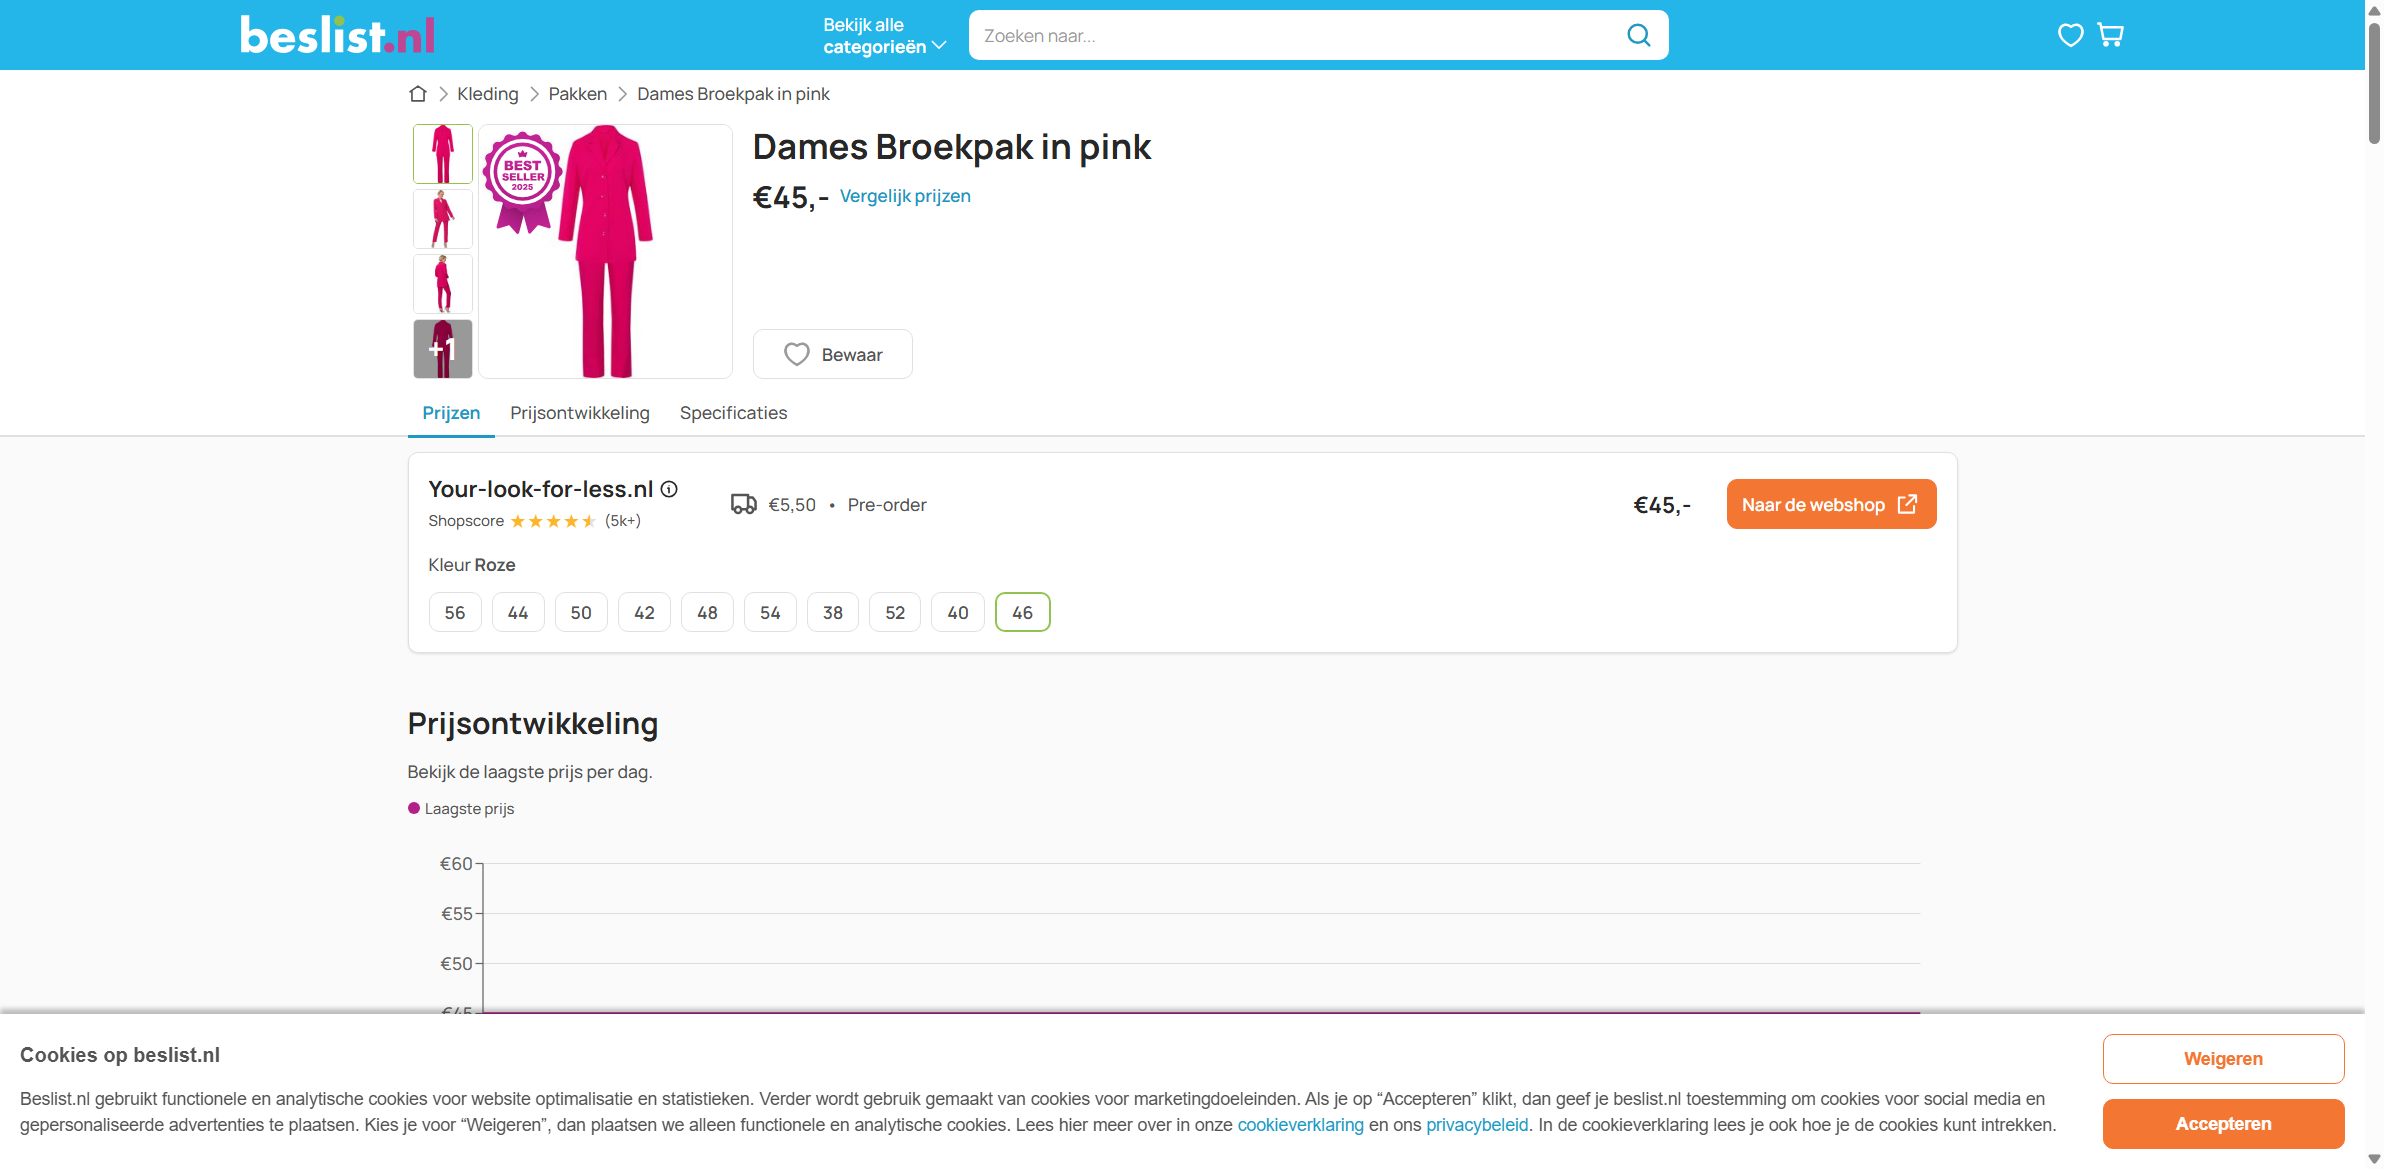 beslist.nl
Bekijk alle
categorieën
Zoeken naar...
Kleding
Pakken
Dames Broekpak in pink
BEST
SELLER
2025
+1
Dames Broekpak in pink
€45,-
Vergelijk prijzen
Bewaar
Prijzen
Prijsontwikkeling
Specificaties
Your-look-for-less.nl
Shopscore
(5k+)
€5,50 • Pre-order
€45,-
Naar de webshop
Kleur Roze
56
44
50
42
48
54
38
52
40
46
Prijsontwikkeling
Bekijk de laagste prijs per dag.
Laagste prijs
€60
€55
€50
€45
Cookies op beslist.nl
Beslist.nl gebruikt functionele en analytische cookies voor website optimalisatie en statistieken. Verder wordt gebruik gemaakt van cookies voor marketingdoeleinden. Als je op “Accepteren” klikt, dan geef je beslist.nl toestemming om cookies voor social media en
gepersonaliseerde advertenties te plaatsen. Kies je voor “Weigeren”, dan plaatsen we alleen functionele en analytische cookies. Lees hier meer over in onze cookieverklaring en ons privacybeleid. In de cookieverklaring lees je ook hoe je de cookies kunt intrekken.
Weigeren
Accepteren